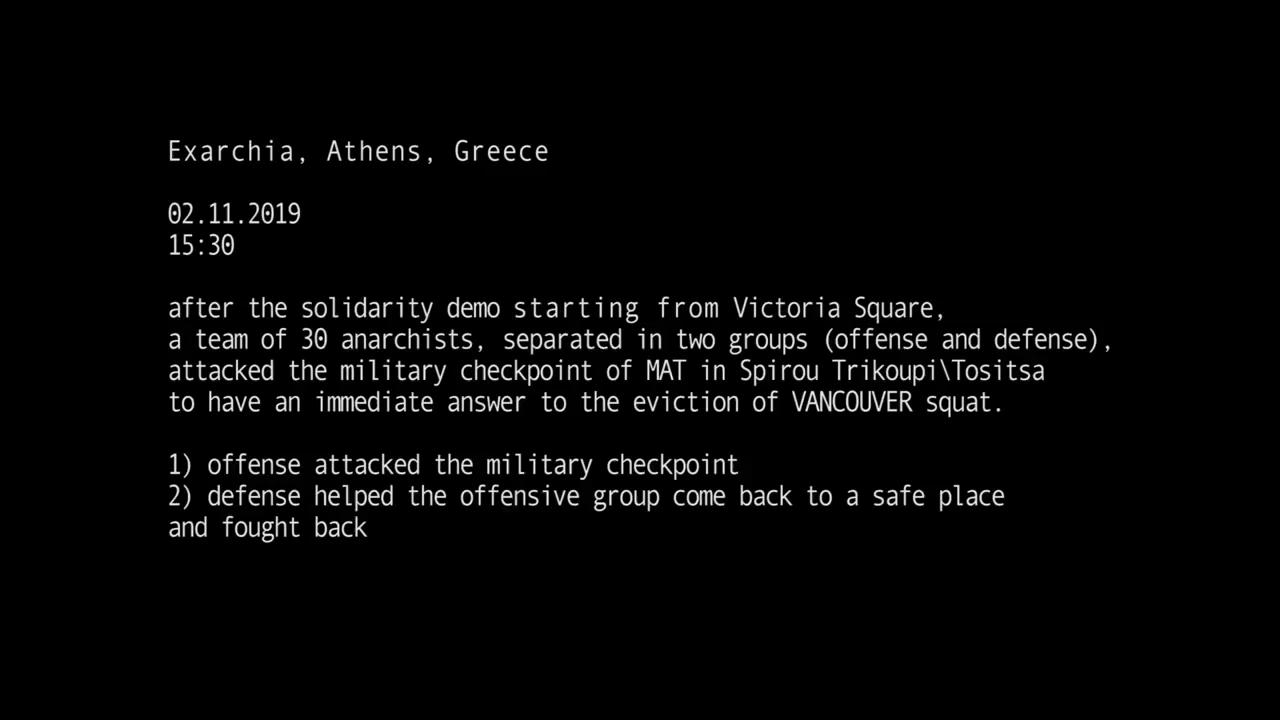 Exarchia, Athens, Greece
02.11.2019
15:30
after the solidarity demo starting from Victoria Square,
a team of 30 anarchists, separated in two groups (offense and defense),
attacked the military checkpoint of MAT in Spirou Trikoupi\Tositsa
to have an immediate answer to the eviction of VANCOUVER squat.
1) offense attacked the military checkpoint
2) defense helped the offensive group come back to a safe place
and fought back